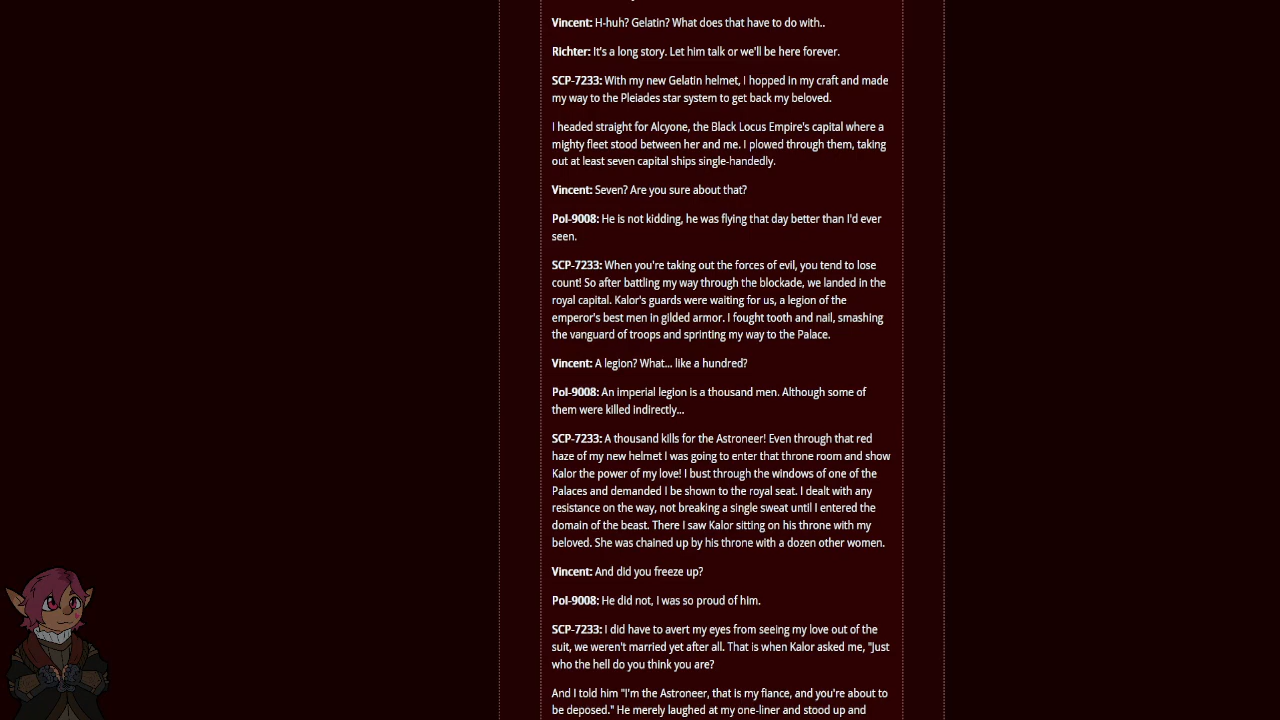 Vincent: H-huh? Gelatin? What does that have to do with..
Richter: It's a long story. Let him talk or we'll be here forever.
SCP-7233: With my new Gelatin helmet, I hopped in my craft and made
my way to the Pleiades star system to get back my beloved.
I headed straight for Alcyone, the Black Locus Empire's capital where a
mighty fleet stood between her and me. I plowed through them, taking
out at least seven capital ships single-handedly.
Vincent: Seven? Are you sure about that?
PoI-9008: He is not kidding, he was flying that day better than I'd ever
seen.
SCP-7233: When you're taking out the forces of evil, you tend to lose
count! So after battling my way through the blockade, we landed in the
royal capital. Kalor's guards were waiting for us, a legion of the
emperor's best men in gilded armor. I fought tooth and nail, smashing
the vanguard of troops and sprinting my way to the Palace.
Vincent: A legion? What... like a hundred?
PoI-9008: An imperial legion is a thousand men. Although some of
them were killed indirectly...
SCP-7233: A thousand kills for the Astroneer! Even through that red
haze of my new helmet I was going to enter that throne room and show
Kalor the power of my love! I bust through the windows of one of the
Palaces and demanded I be shown to the royal seat. I dealt with any
resistance on the way, not breaking a single sweat until I entered the
domain of the beast. There I saw Kalor sitting on his throne with my
beloved. She was chained up by his throne with a dozen other women.
Vincent: And did you freeze up?
PoI-9008: He did not, I was so proud of him.
SCP-7233: I did have to avert my eyes from seeing my love out of the
suit, we weren't married yet after all. That is when Kalor asked me, "Just
who the hell do you think you are?
And I told him "I'm the Astroneer, that is my fiance, and you're about to
be deposed." He merely laughed at my one-liner and stood up and